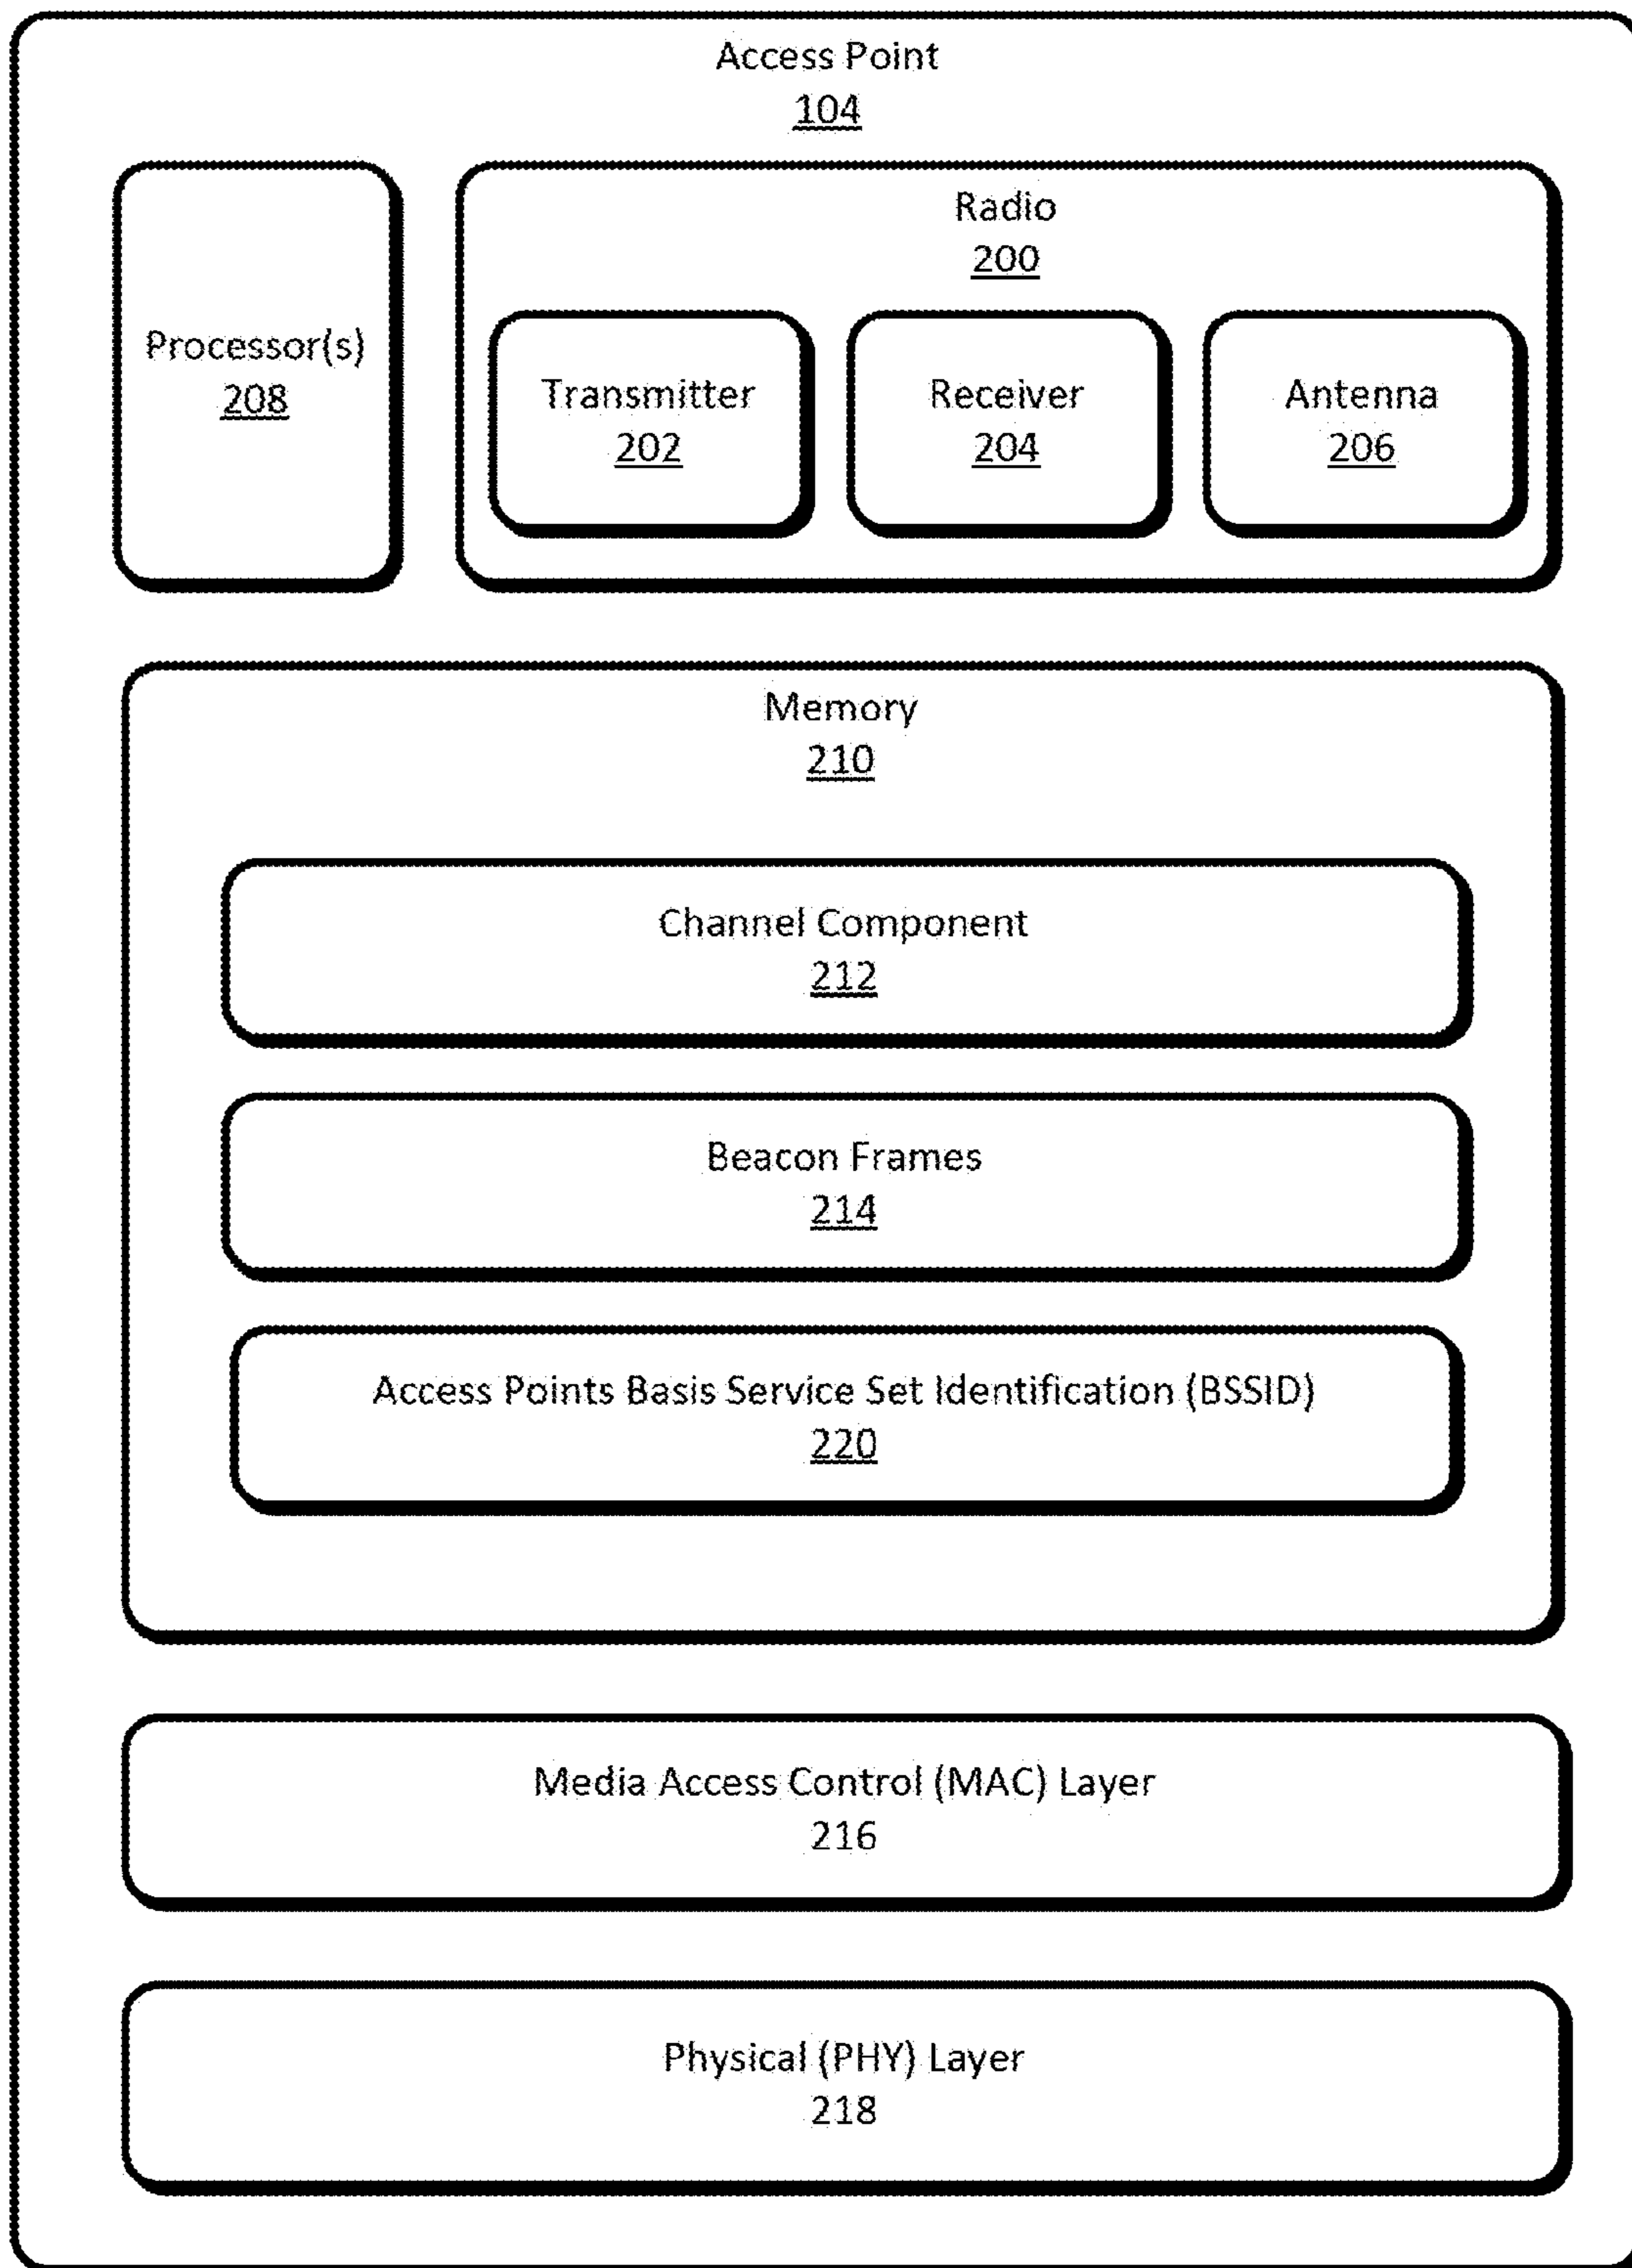 Access Point
104
Processor(s)
208
Radio
200
Transmitter
202
Receiver
204
Antenna
206
Memory
210
Channel Component
212
Beacon Frames
214
Access Points Basis Service Set Identification (BSSID)
220
Media Access Control (MAC) Layer
216
Physical (PHY) Layer
218